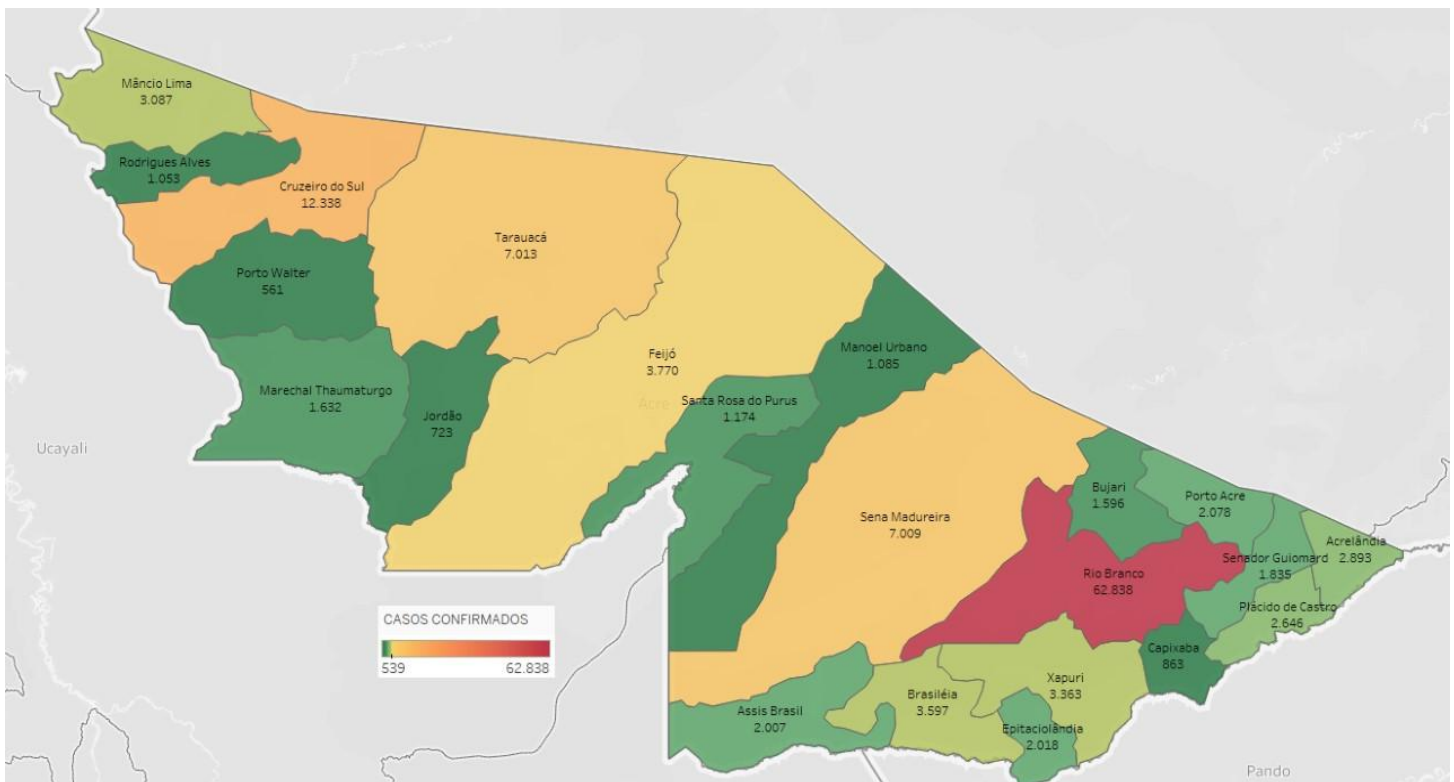 Mâncio Lima
3.087
Rodrigues Alves
1.053
Cruzeiro do Sul
12.338
Tarauacá
7.013
Porto Walter
561
Feijó
3.770
Acre
Manoel Urbano
1.085
Marechal Thaumaturgo
1.632
Jordão
723
Santa Rosa do Purus
1.174
Ucayali
Sena Madureira
7.009
Bujari
1.596
Porto Acre
2.078
Senador Guiomard
1.835
Acrelândia
2.893
Rio Branco
62.838
Plácido de Castro
2.646
CASOS CONFIRMADOS
539
62.838
Capixaba
863
Xapuri
3.363
Brasiléia
3.597
Assis Brasil
2.007
Epitaciolândia
2.018
Pando